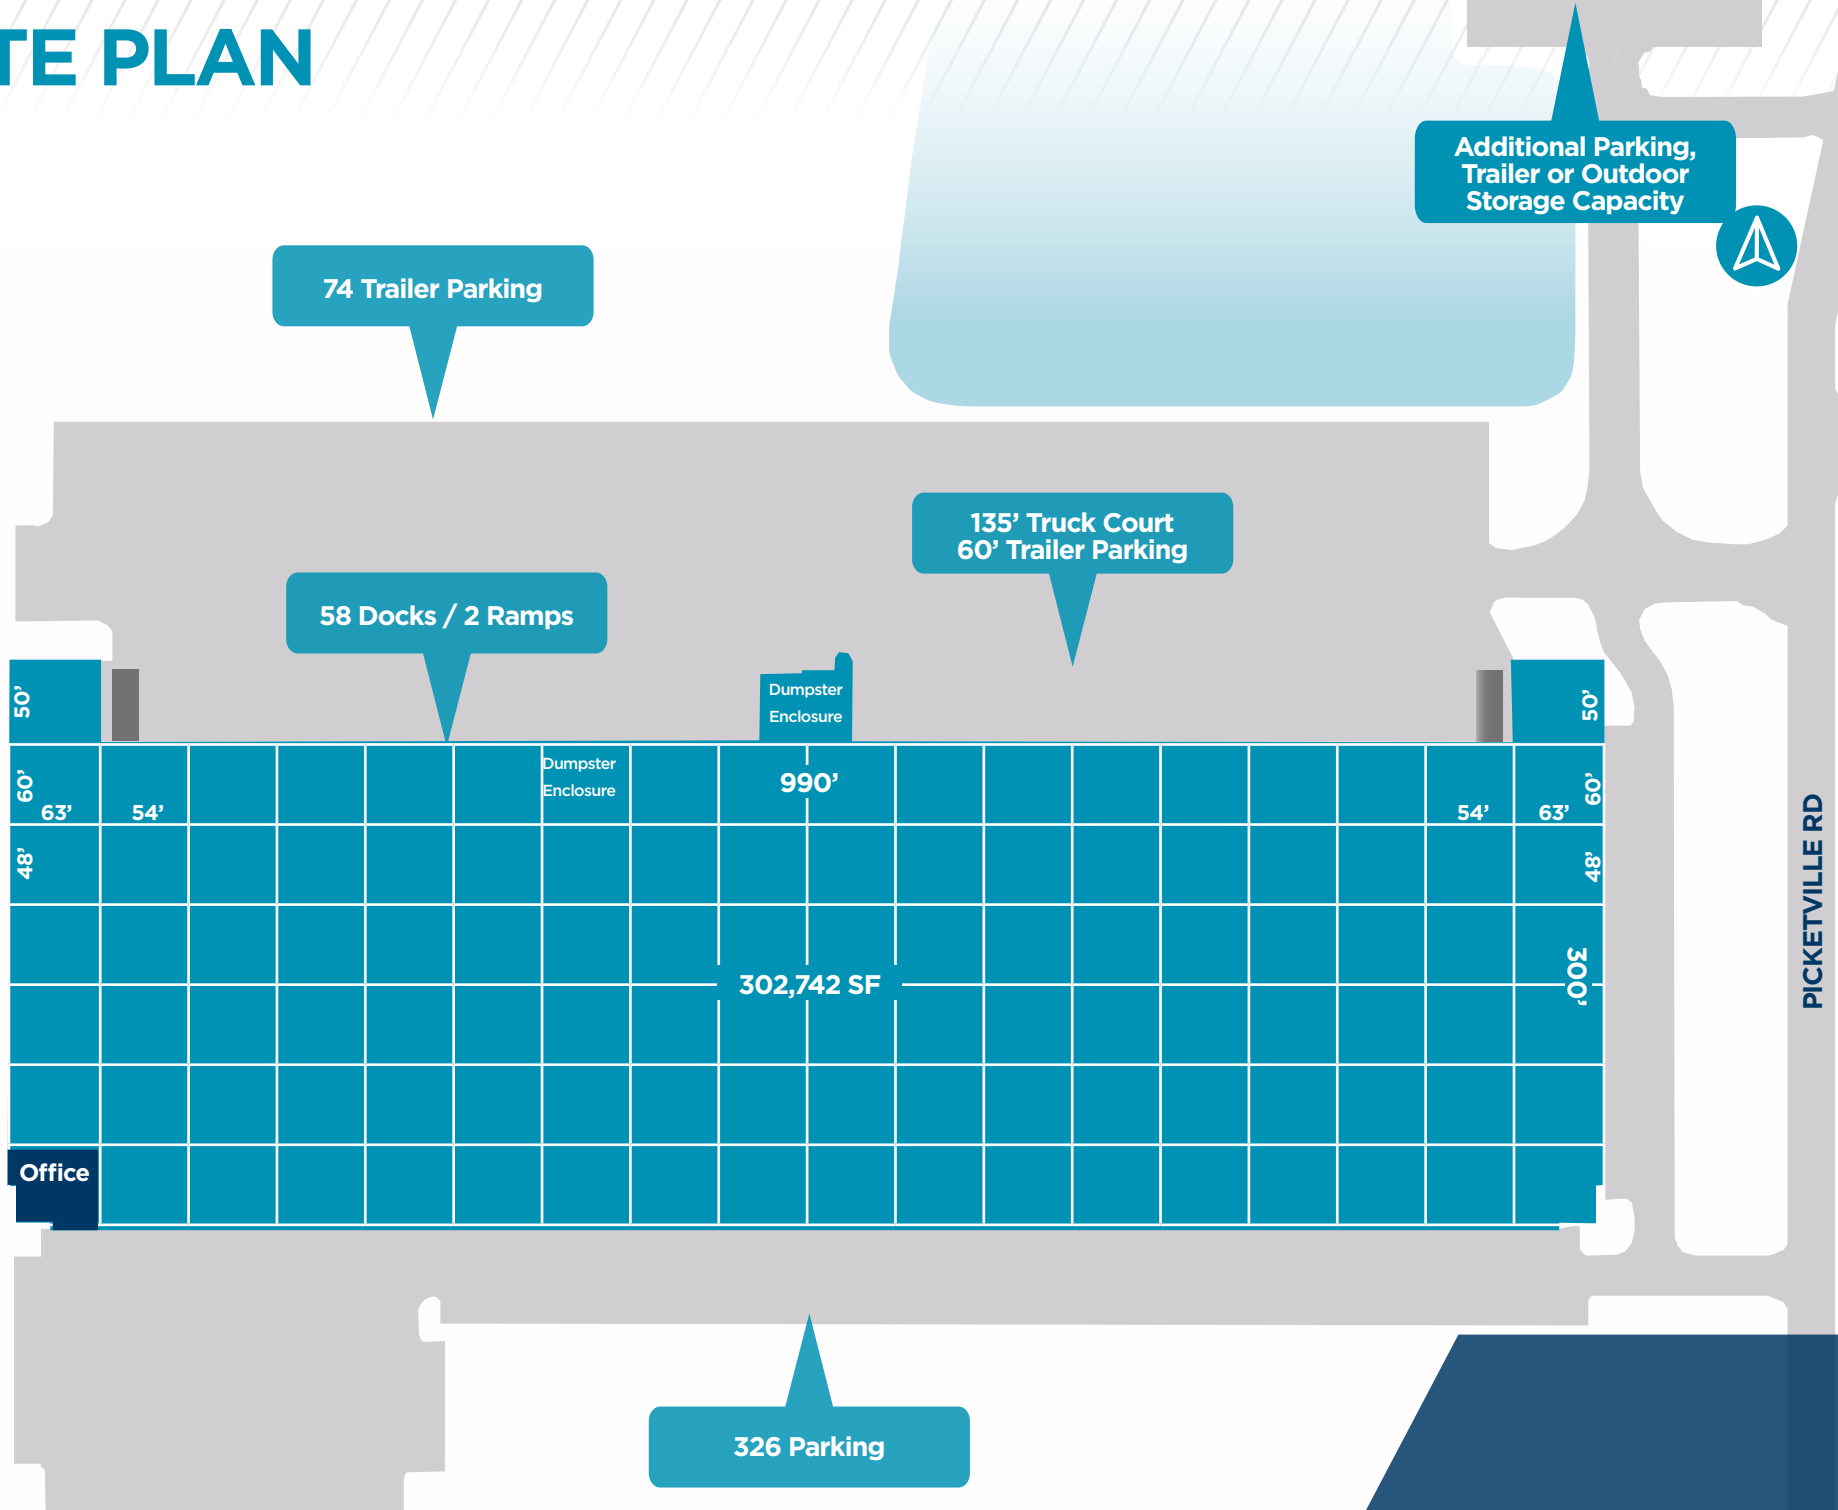 TE PLAN
Additional Parking,
Trailer or Outdoor
Storage Capacity
74 Trailer Parking
135’ Truck Court
60’ Trailer Parking
58 Docks / 2 Ramps
Dumpster
Enclosure
50’
50’
Dumpster
Enclosure
990’
60’
63’
54’
54’
63’
60’
48’
48’
PICKETVILLE RD
302,742 SF
300’
Office
326 Parking